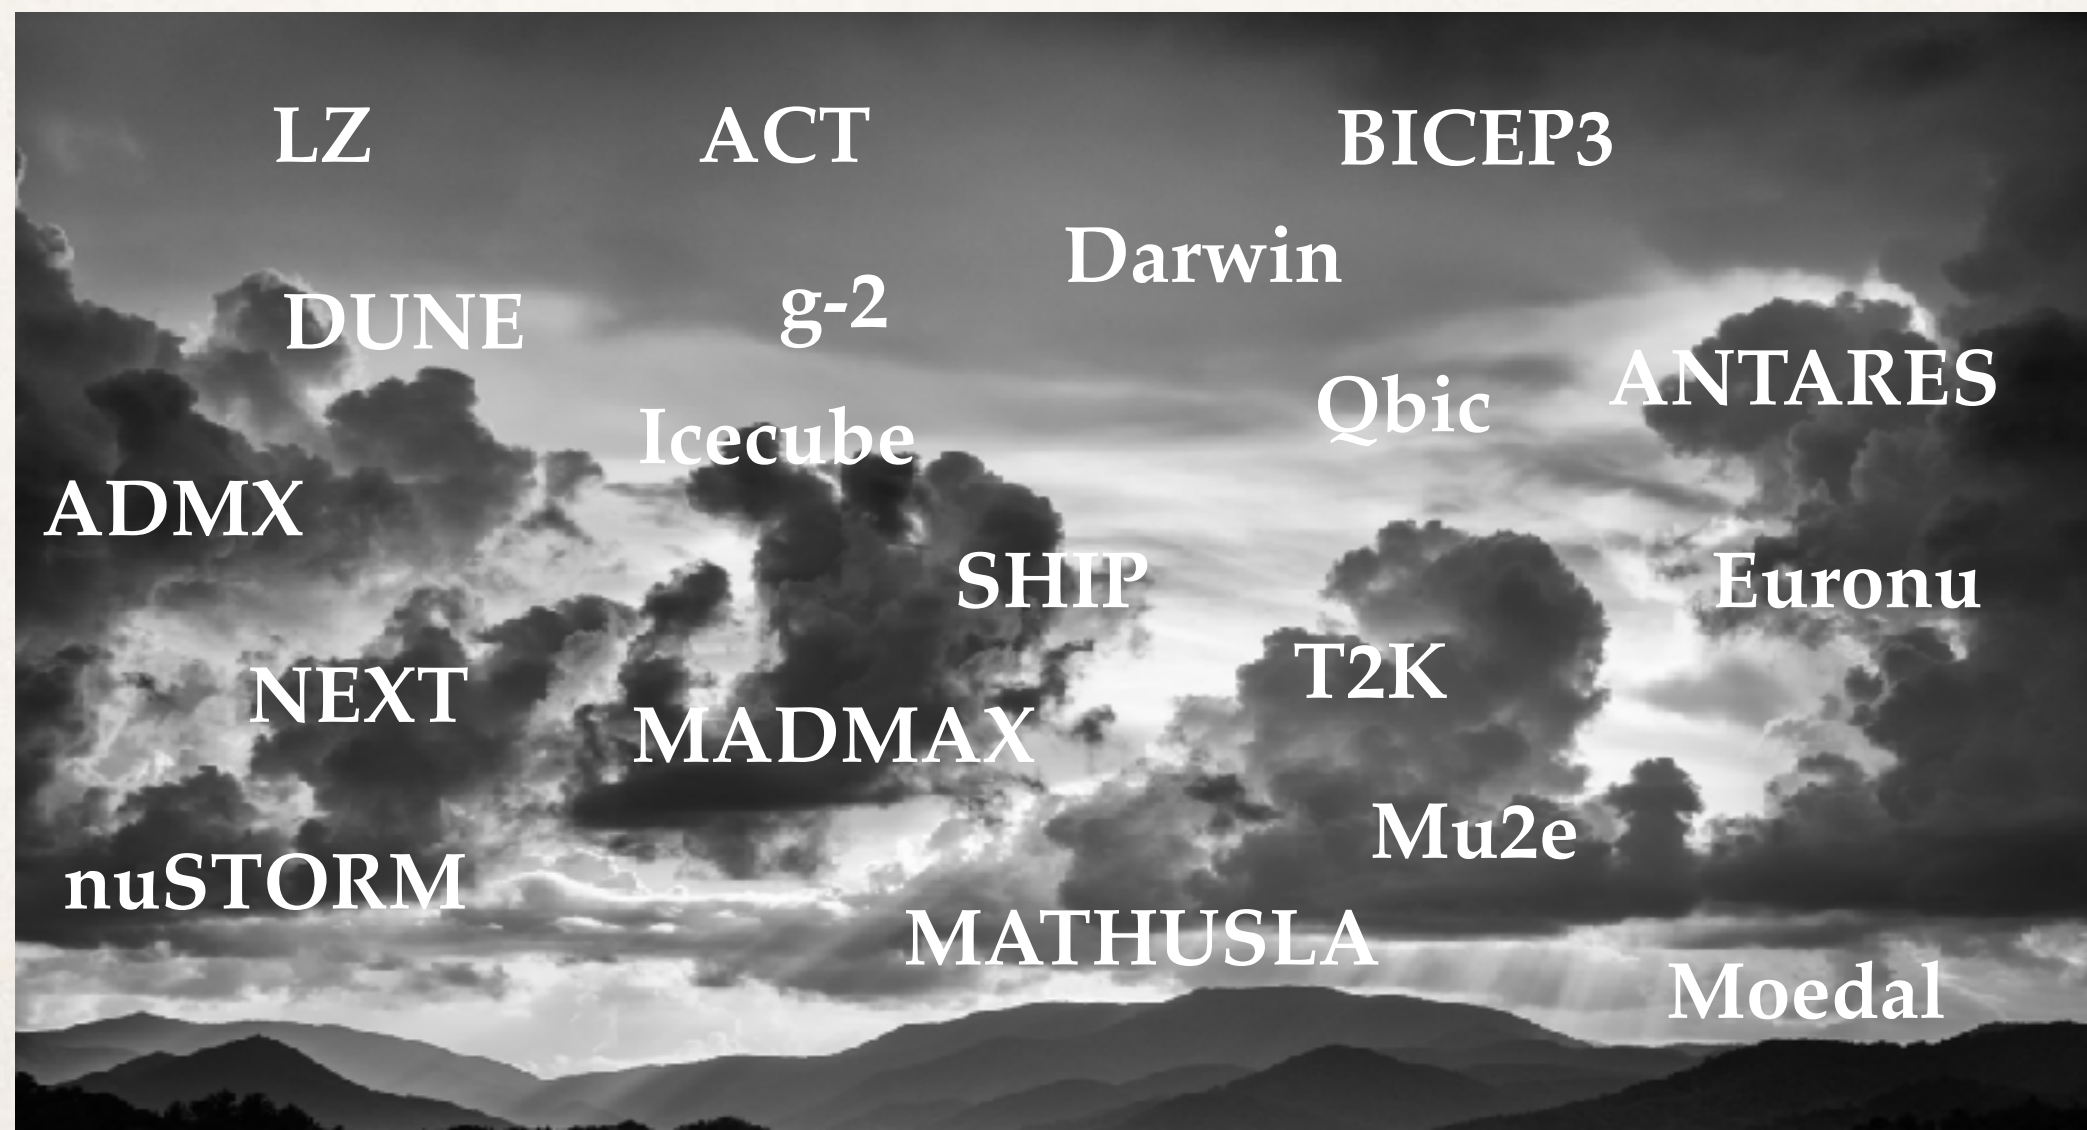 LZ
ACT
BICEP3
Darwin
DUNE
g-2
ANTARES
Qbic
Icecube
ADMX
SHIP
Euronu
T2K
NEXT
MADMAX
Mu2e
nuSTORM
MATHUSLA
Moedal